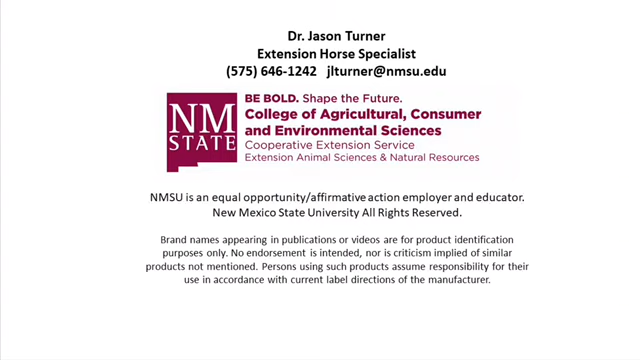 Dr. Jason Turner
Extension Horse Specialist
(575) 646-1242 jlturner@nmsu.edu
NM
STATE
BE BOLD. Shape the Future.
College of Agricultural, Consumer
and Environmental Sciences
Cooperative Extension Service
Extension Animal Sciences & Natural Resources
NMSU is an equal opportunity/affirmative action employer and educator.
New Mexico State University All Rights Reserved.
Brand names appearing in publications or videos are for product identification
purposes only. No endorsement is intended, nor is criticism implied of similar
products not mentioned. Persons using such products assume responsibility for their
use in accordance with current label directions of the manufacturer.